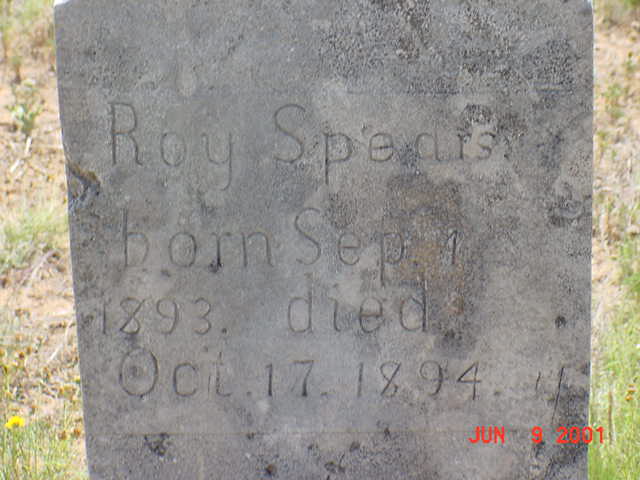 Roy Spears.
born Sep. 1
1893. died
Oct. 17. 1894.
JUN 9 2001